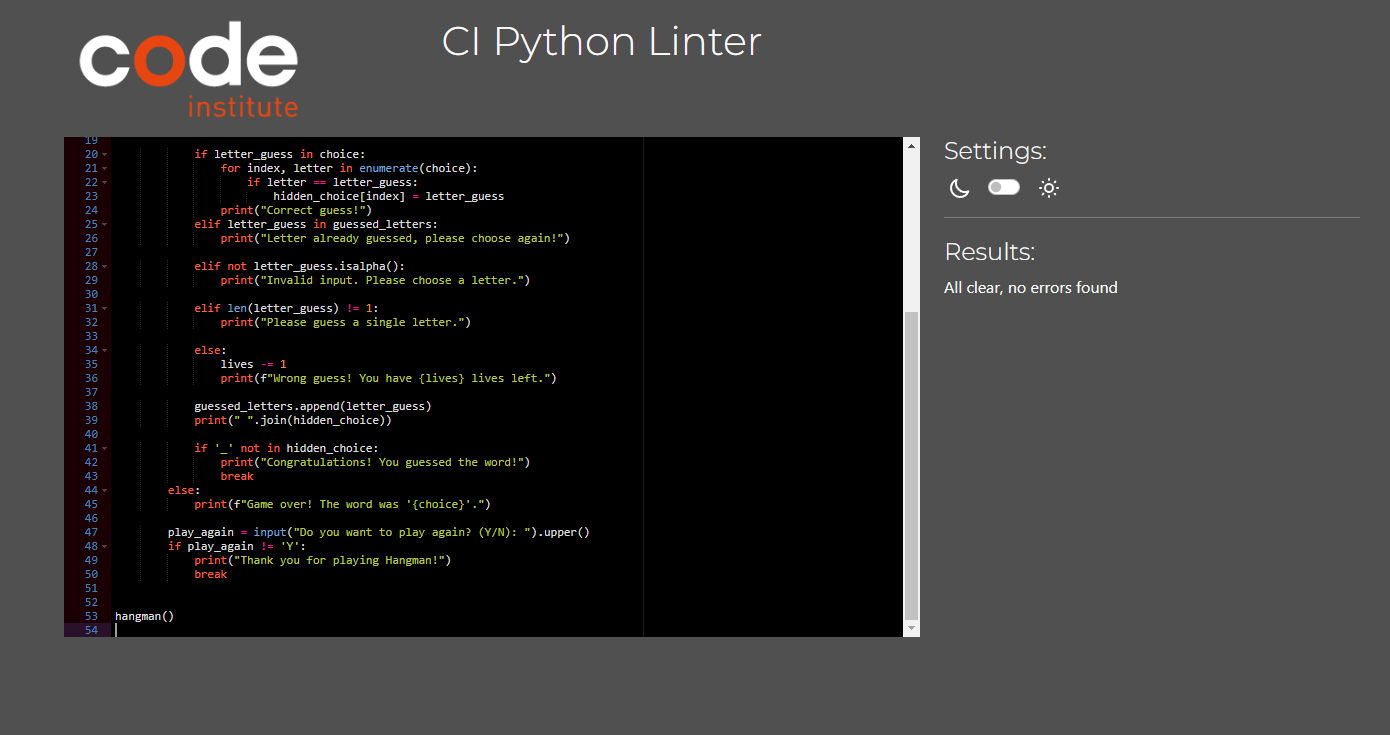 code
institute
CI Python Linter
19
20 if letter_guess in choice:
21 for index, letter in enumerate(choice):
22 if letter == letter_guess:
23 hidden_choice[index] = letter_guess
24 print("Correct guess!")
25 elif letter_guess in guessed_letters:
26 print("Letter already guessed, please choose again!")
27
28 elif not letter_guess.isalpha():
29 print("Invalid input. Please choose a letter.")
30
31 elif len(letter_guess) != 1:
32 print("Please guess a single letter.")
33
34 else:
35 lives -= 1
36 print(f"Wrong guess! You have {lives} lives left.")
37
38 guessed_letters.append(letter_guess)
39 print(" ".join(hidden_choice))
40
41 if '_' not in hidden_choice:
42 print("Congratulations! You guessed the word!")
43 break
44 else:
45 print(f"Game over! The word was '{choice}'.")
46
47 play_again = input("Do you want to play again? (Y/N): ").upper()
48 if play_again != 'Y':
49 print("Thank you for playing Hangman!")
50 break
51
52
53 hangman()
54
Settings:
Results:
All clear, no errors found